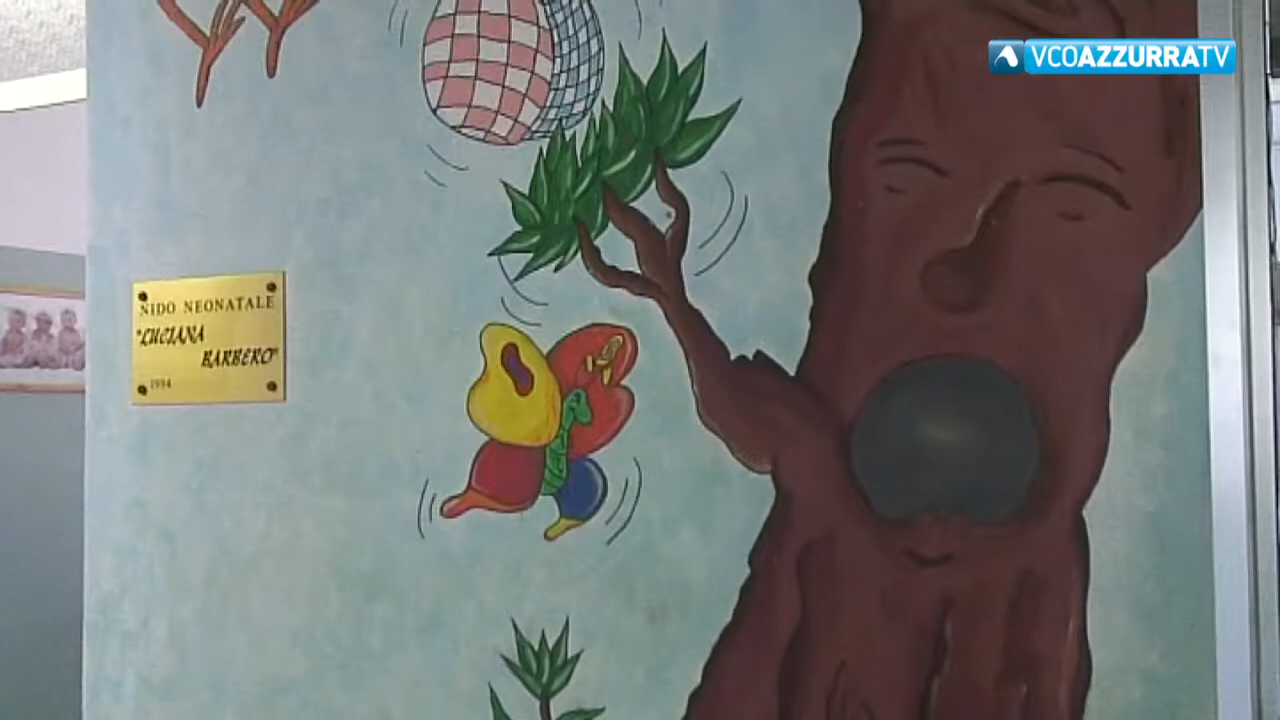 VCOAZZURRATV
NIDO NEONATALE
"LUCIANA
BARBERO"
1994